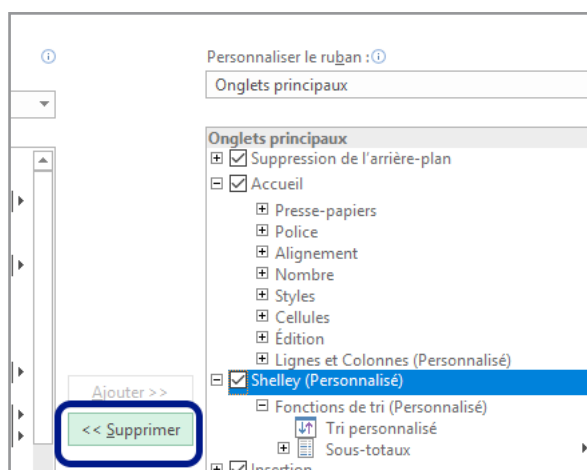 Personnaliser le ruban :
Onglets principaux
Onglets principaux
Suppression de l'arrière-plan
Accueil
Presse-papiers
Police
Alignement
Nombre
Styles
Cellules
Édition
Lignes et Colonnes (Personnalisé)
Shelley (Personnalisé)
Ajouter >>
Fonctions de tri (Personnalisé)
<< Supprimer
Tri personnalisé
Sous-totaux
Insertion